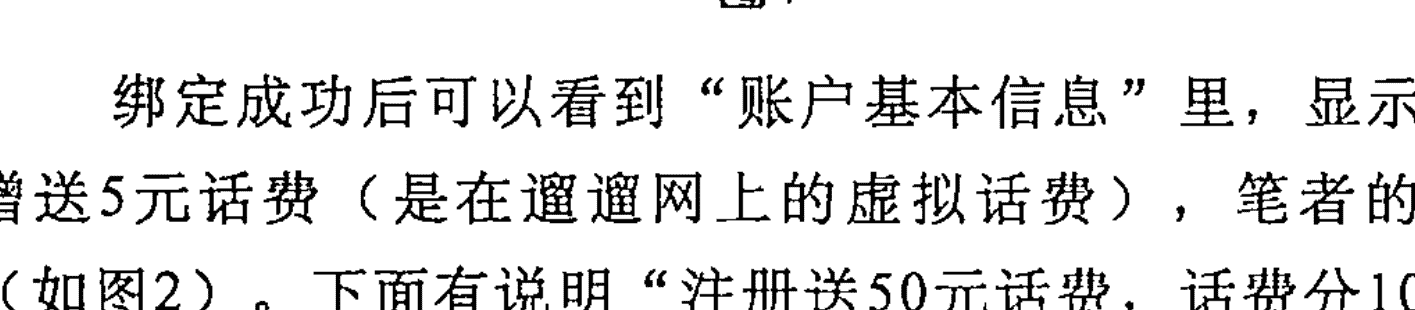 绑定成功后可以看到“账户基本信息”里，显示
赠送5元话费（是在遛遛网上的虚拟话费），笔者的
（如图2）。下面有说明“注册送50元话费，话费分10